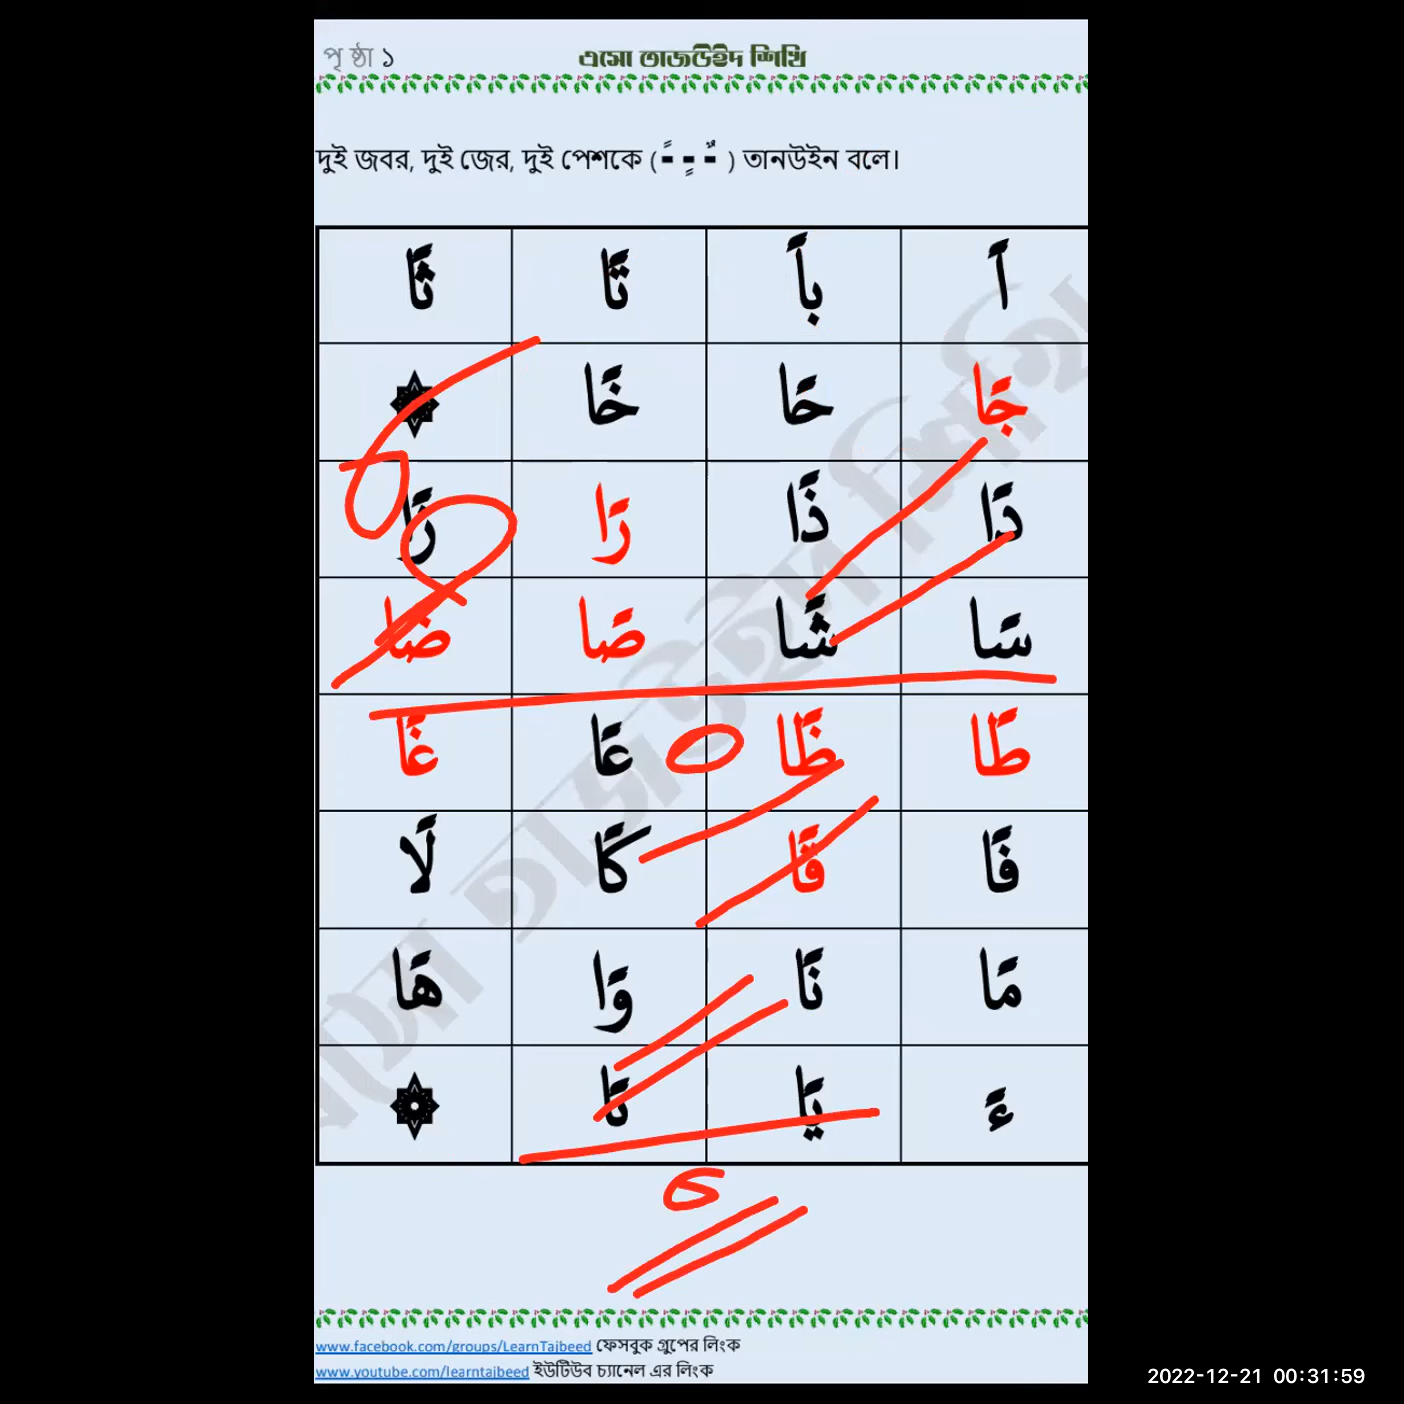 পৃষ্ঠা ১
এসো তাজউইদ শিখি
দুই জবর, দুই জের, দুই পেশকে (-ً -ٍ -ٌ ) তানউইন বলে।
اً بًا تًا ثًا
جًا حًا خًا
دًا ذًا رًا زًا
سًا شًا صًا ضًا
طًا ظًا عًا غًا
فًا قًا كًا لًا
مًا نًا وًا هًا
ءً يًا
www.facebook.com/groups/LearnTajbeed ফেসবুক গ্রুপের লিংক
www.youtube.com/learntajbeed ইউটিউব চ্যানেল এর লিংক
2022-12-21 00:31:59